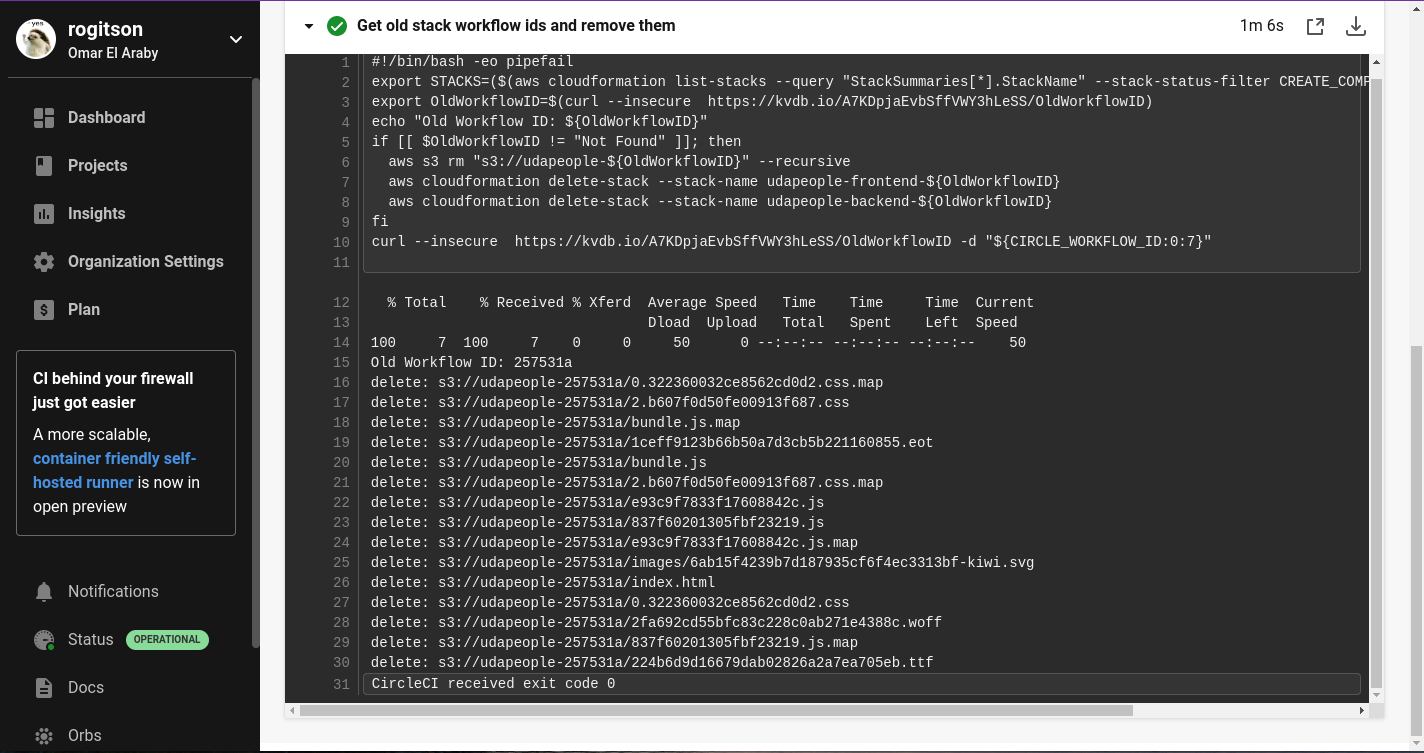 yes
rogitson
Omar El Araby
Dashboard
Projects
Insights
Organization Settings
Plan
CI behind your firewall
just got easier
A more scalable,
container friendly self-
hosted runner is now in
open preview
Notifications
Status OPERATIONAL
Docs
Orbs
Get old stack workflow ids and remove them 1m 6s
1 #!/bin/bash -eo pipefail
2 export STACKS=($(aws cloudformation list-stacks --query "StackSummaries[*].StackName" --stack-status-filter CREATE_COMP
3 export OldWorkflowID=$(curl --insecure  https://kvdb.io/A7KDpjaEvbSffVWY3hLeSS/OldWorkflowID)
4 echo "Old Workflow ID: ${OldWorkflowID}"
5 if [[ $OldWorkflowID != "Not Found" ]]; then
6   aws s3 rm "s3://udapeople-${OldWorkflowID}" --recursive
7   aws cloudformation delete-stack --stack-name udapeople-frontend-${OldWorkflowID}
8   aws cloudformation delete-stack --stack-name udapeople-backend-${OldWorkflowID}
9 fi
10 curl --insecure  https://kvdb.io/A7KDpjaEvbSffVWY3hLeSS/OldWorkflowID -d "${CIRCLE_WORKFLOW_ID:0:7}"
11
12   % Total    % Received % Xferd  Average Speed   Time    Time     Time  Current
13                                  Dload  Upload   Total   Spent    Left  Speed
14 100     7  100     7    0     0     50      0 --:--:-- --:--:-- --:--:--    50
15 Old Workflow ID: 257531a
16 delete: s3://udapeople-257531a/0.322360032ce8562cd0d2.css.map
17 delete: s3://udapeople-257531a/2.b607f0d50fe00913f687.css
18 delete: s3://udapeople-257531a/bundle.js.map
19 delete: s3://udapeople-257531a/1ceff9123b66b50a7d3cb5b221160855.eot
20 delete: s3://udapeople-257531a/bundle.js
21 delete: s3://udapeople-257531a/2.b607f0d50fe00913f687.css.map
22 delete: s3://udapeople-257531a/e93c9f7833f17608842c.js
23 delete: s3://udapeople-257531a/837f60201305fbf23219.js
24 delete: s3://udapeople-257531a/e93c9f7833f17608842c.js.map
25 delete: s3://udapeople-257531a/images/6ab15f4239b7d187935cf6f4ec3313bf-kiwi.svg
26 delete: s3://udapeople-257531a/index.html
27 delete: s3://udapeople-257531a/0.322360032ce8562cd0d2.css
28 delete: s3://udapeople-257531a/2fa692cd55bfc83c228c0ab271e4388c.woff
29 delete: s3://udapeople-257531a/837f60201305fbf23219.js.map
30 delete: s3://udapeople-257531a/224b6d9d16679dab02826a2a7ea705eb.ttf
31 CircleCI received exit code 0